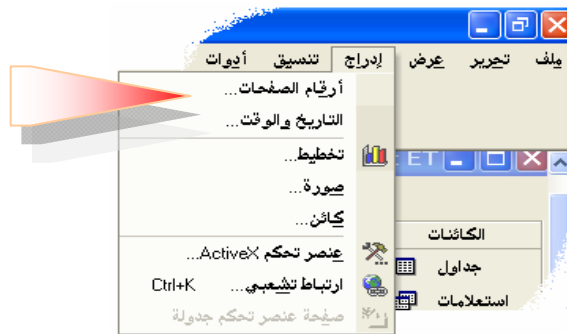 ملف تحرير عرض إدراج تنسيق أدوات
أرقام الصفحات...
التاريخ والوقت...
تخطيط...
صورة...
كائن...
عنصر تحكم ActiveX...
ارتباط تشعبي... Ctrl+K
صفحة عنصر تحكم جدولة
ET
الكائنات
جداول
استعلامات